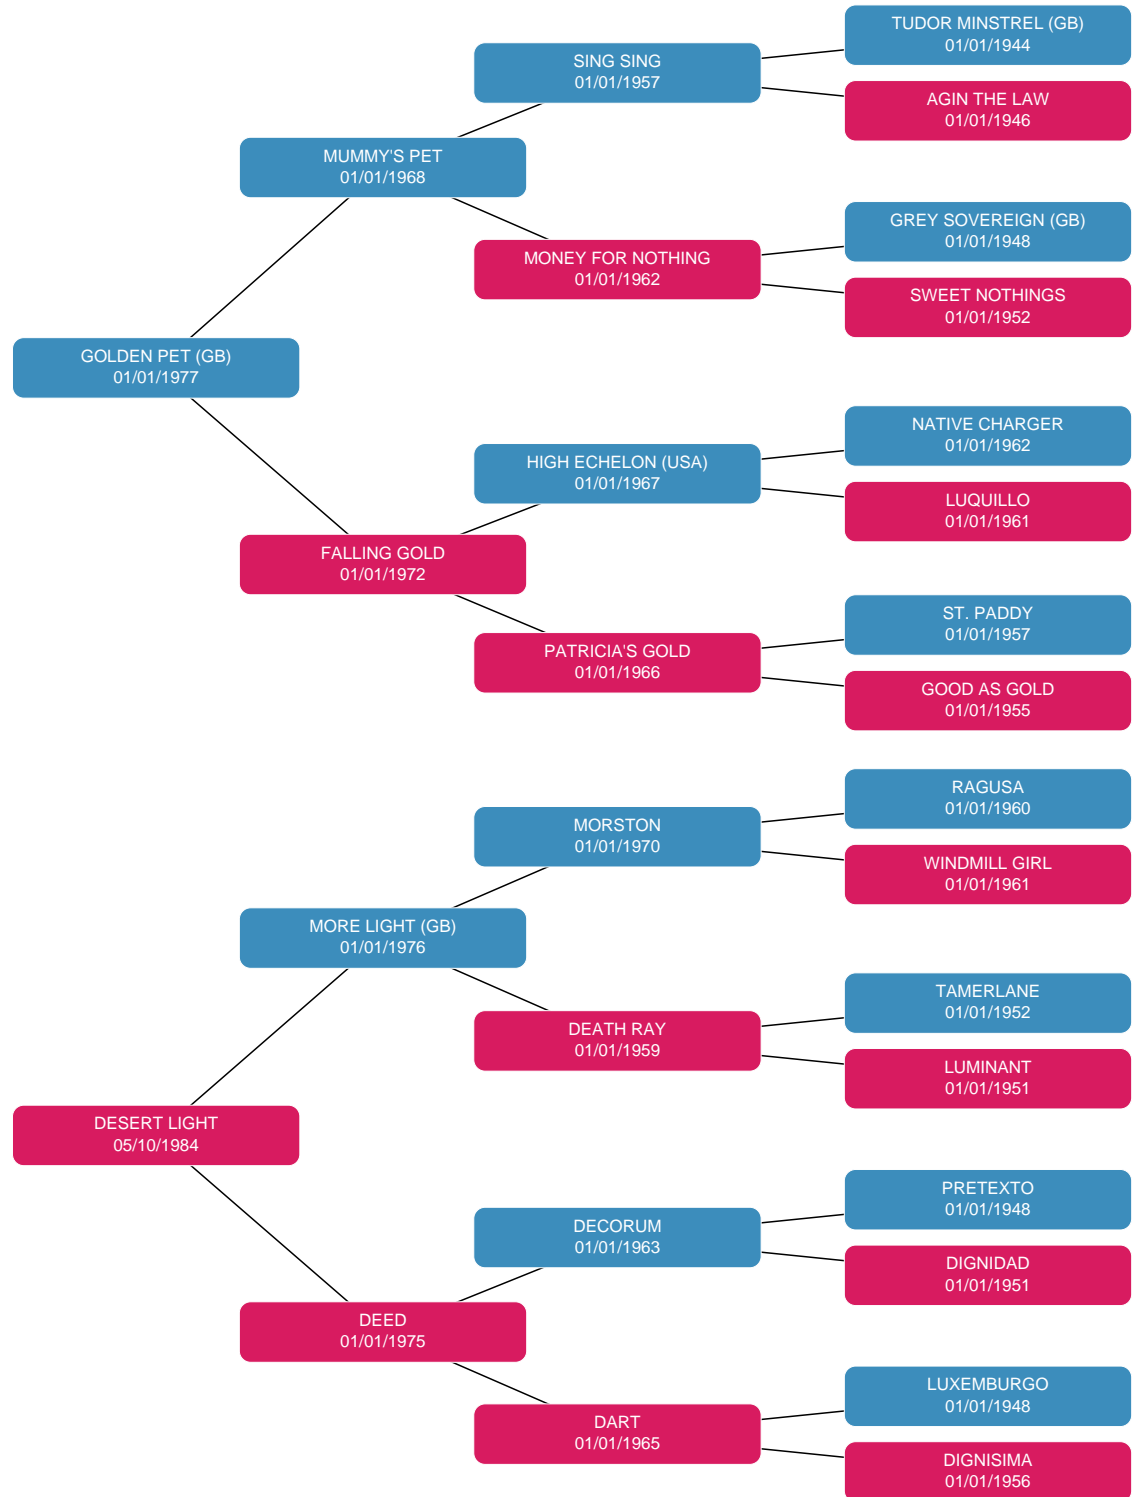 TUDOR MINSTREL (GB)
01/01/1944
SING SING
01/01/1957
AGIN THE LAW
01/01/1946
MUMMY'S PET
01/01/1968
GREY SOVEREIGN (GB)
01/01/1948
MONEY FOR NOTHING
01/01/1962
SWEET NOTHINGS
01/01/1952
GOLDEN PET (GB)
01/01/1977
NATIVE CHARGER
01/01/1962
HIGH ECHELON (USA)
01/01/1967
LUQUILLO
01/01/1961
FALLING GOLD
01/01/1972
ST. PADDY
01/01/1957
PATRICIA'S GOLD
01/01/1966
GOOD AS GOLD
01/01/1955
RAGUSA
01/01/1960
MORSTON
01/01/1970
WINDMILL GIRL
01/01/1961
MORE LIGHT (GB)
01/01/1976
TAMERLANE
01/01/1952
DEATH RAY
01/01/1959
LUMINANT
01/01/1951
DESERT LIGHT
05/10/1984
PRETEXTO
01/01/1948
DECORUM
01/01/1963
DIGNIDAD
01/01/1951
DEED
01/01/1975
LUXEMBURGO
01/01/1948
DART
01/01/1965
DIGNISIMA
01/01/1956